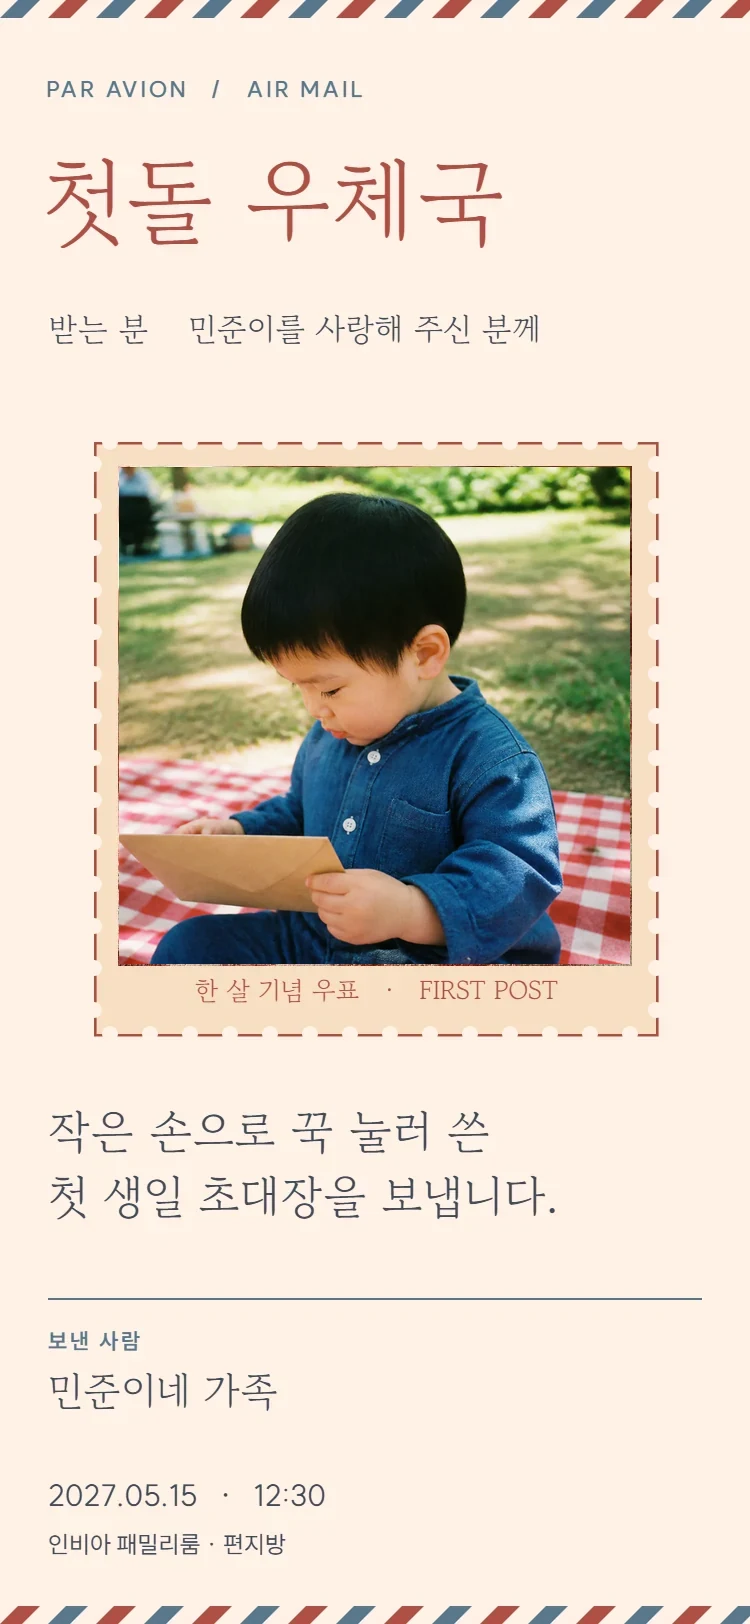 PAR AVION / AIR MAIL
첫돌 우체국
받는 분 민준이를 사랑해 주신 분께
한 살 기념 우표 · FIRST POST
작은 손으로 꾹 눌러 쓴
첫 생일 초대장을 보냅니다.
보낸 사람
민준이네 가족
2027.05.15 · 12:30
인비아 패밀리룸 · 편지방